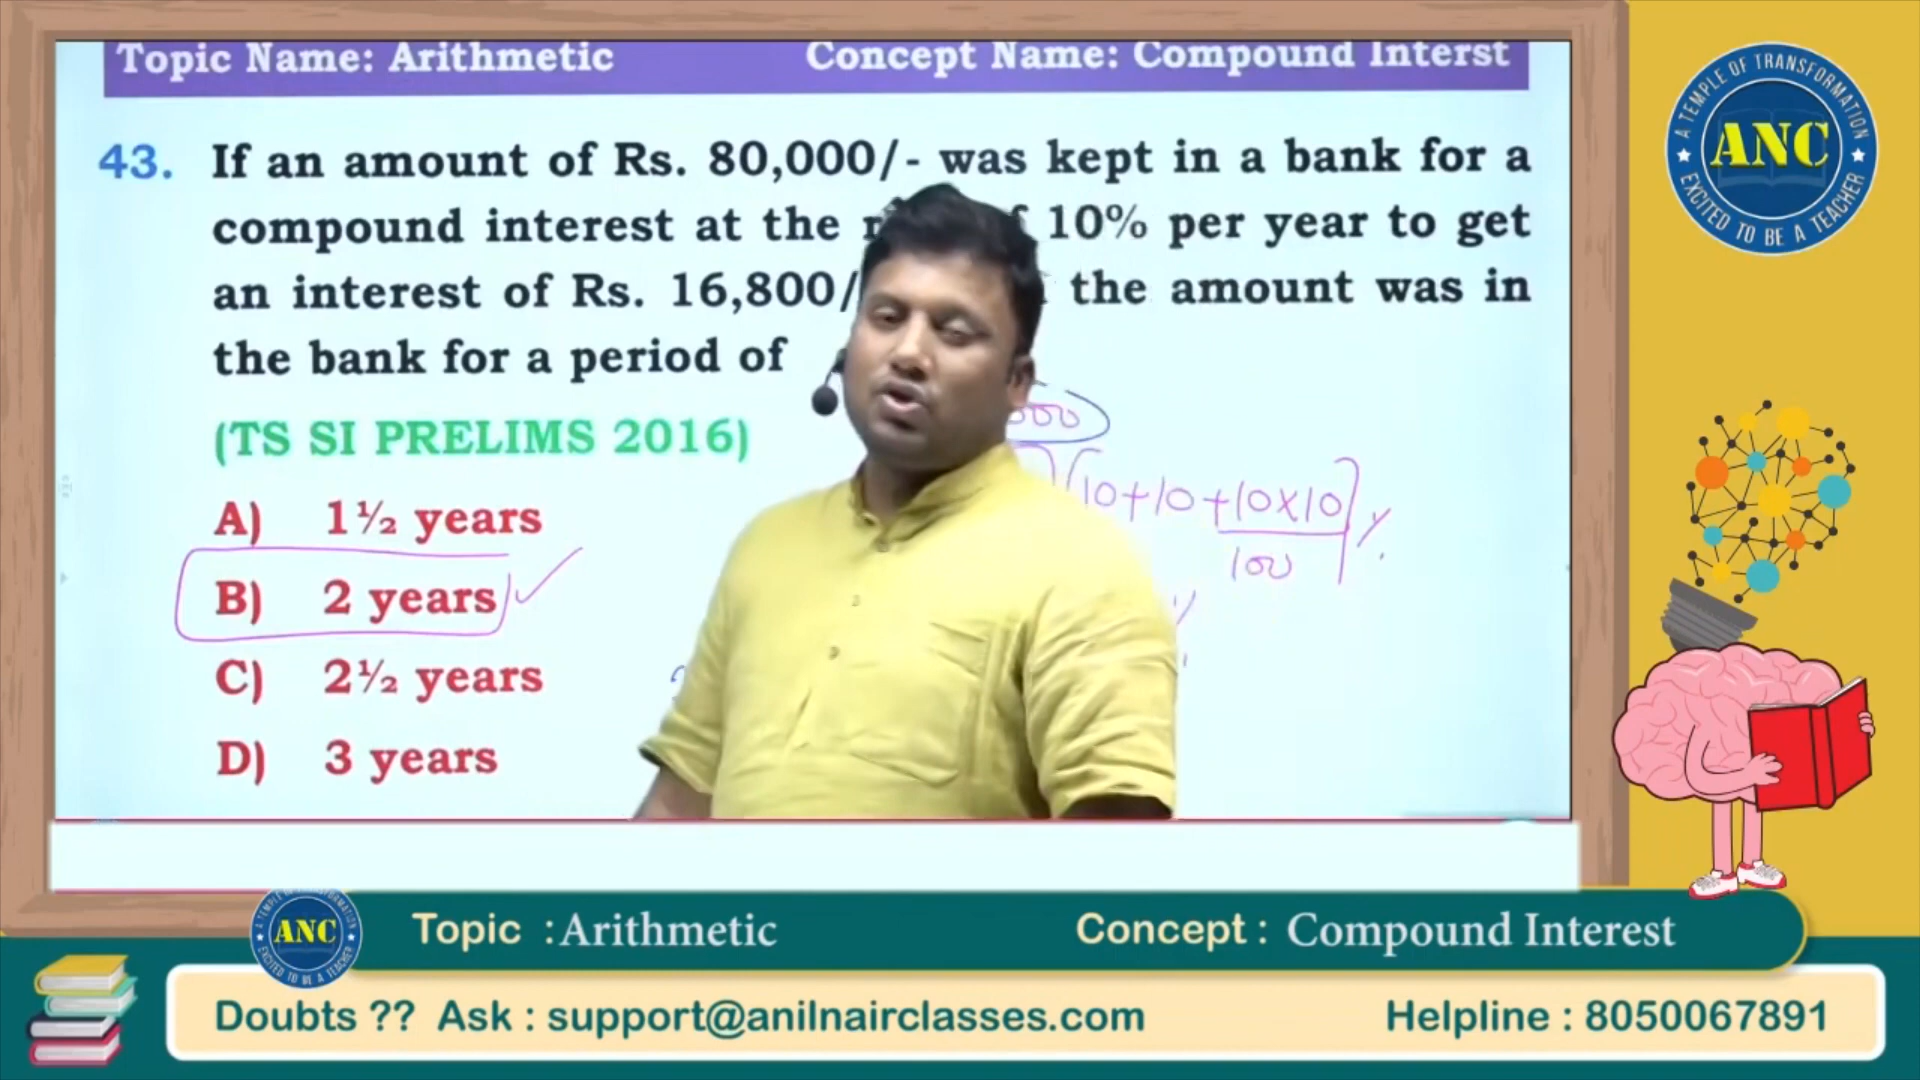 Topic Name: Arithmetic Concept Name: Compound Interst
43. If an amount of Rs. 80,000/- was kept in a bank for a
compound interest at the 10% per year to get
an interest of Rs. 16,800/ the amount was in
the bank for a period of
(TS SI PRELIMS 2016)
A) 1½ years
B) 2 years
C) 2½ years
D) 3 years
10+10+10×10
100
%
A TEMPLE OF TRANSFORMATION
ANC
EXCITED TO BE A TEACHER
ANC
Topic : Arithmetic Concept : Compound Interest
Doubts ?? Ask : support@anilnairclasses.com Helpline : 8050067891